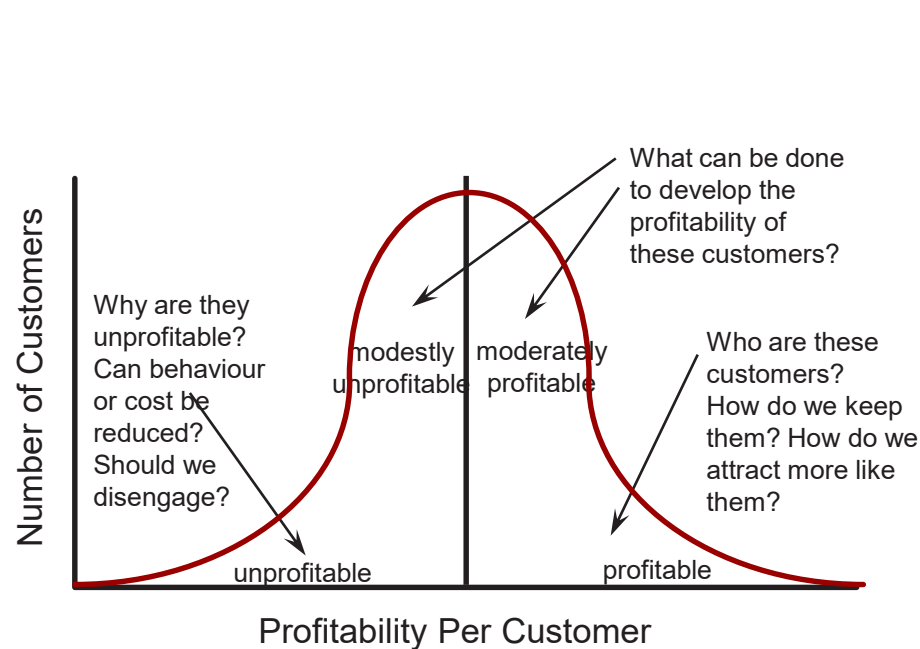 What can be done
to develop the
profitability of
these customers?
Why are they
unprofitable?
Can behaviour
or cost be
reduced?
Should we
disengage?
modestly
unprofitable
moderately
profitable
Who are these
customers?
How do we keep
them? How do we
attract more like
them?
unprofitable
profitable
Number of Customers
Profitability Per Customer